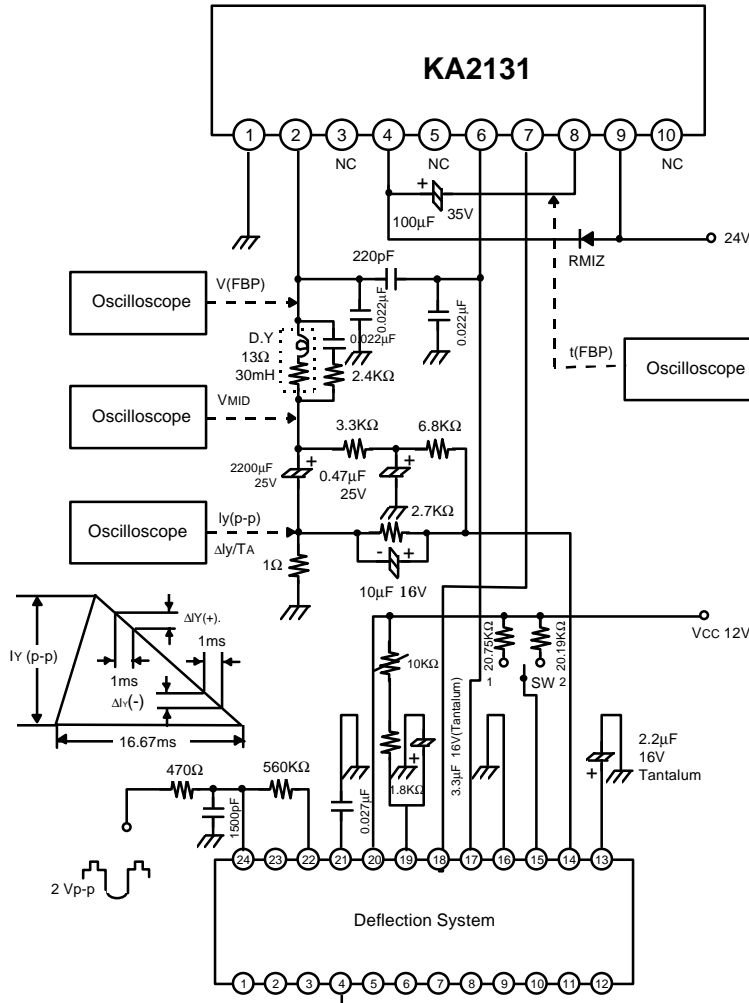 KA2131
1 2 3 4 5 6 7 8 9 10
NC NC NC
+
35V
100µF
24V
RMIZ
220pF
V(FBP)
Oscilloscope
0.022µF
0.022µF
0.022µF
D.Y
13Ω
30mH
2.4KΩ
t(FBP)
Oscilloscope
VMID
Oscilloscope
3.3KΩ 6.8KΩ
2200µF
25V
+
0.47µF
25V
+
2.7KΩ
Oscilloscope
Iy(p-p)
ΔIy/TA
- +
10µF 16V
1Ω
VCC 12V
IY (p-p)
ΔIY(+).
1ms
1ms
ΔIY(-)
16.67ms
10KΩ
20.75KΩ
20.19KΩ
1
SW 2
3.3µF 16V(Tantalum)
1.8KΩ
+
2.2µF
16V
Tantalum
+
470Ω 560KΩ
1500pF
0.027µF
2 Vp-p
24 23 22 21 20 19 18 17 16 15 14 13
Deflection System
1 2 3 4 5 6 7 8 9 10 11 12